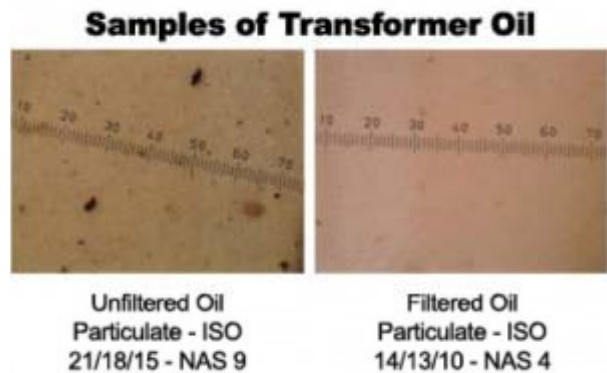 Samples of Transformer Oil
10 20 30 40 50 60 70
10 20 30 40 50 60 70
Unfiltered Oil
Particulate - ISO
21/18/15 - NAS 9
Filtered Oil
Particulate - ISO
14/13/10 - NAS 4